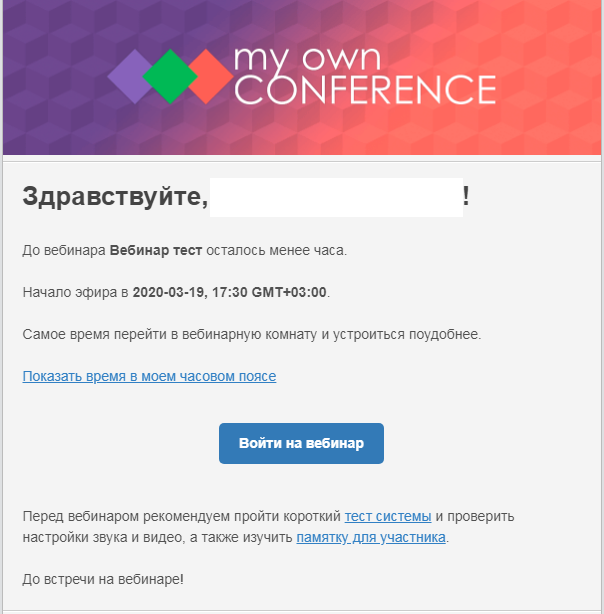 my own
CONFERENCE
Здравствуйте, !
До вебинара Вебинар тест осталось менее часа.
Начало эфира в 2020-03-19, 17:30 GMT+03:00.
Самое время перейти в вебинарную комнату и устроиться поудобнее.
Показать время в моем часовом поясе
Войти на вебинар
Перед вебинаром рекомендуем пройти короткий тест системы и проверить
настройки звука и видео, а также изучить памятку для участника.
До встречи на вебинаре!